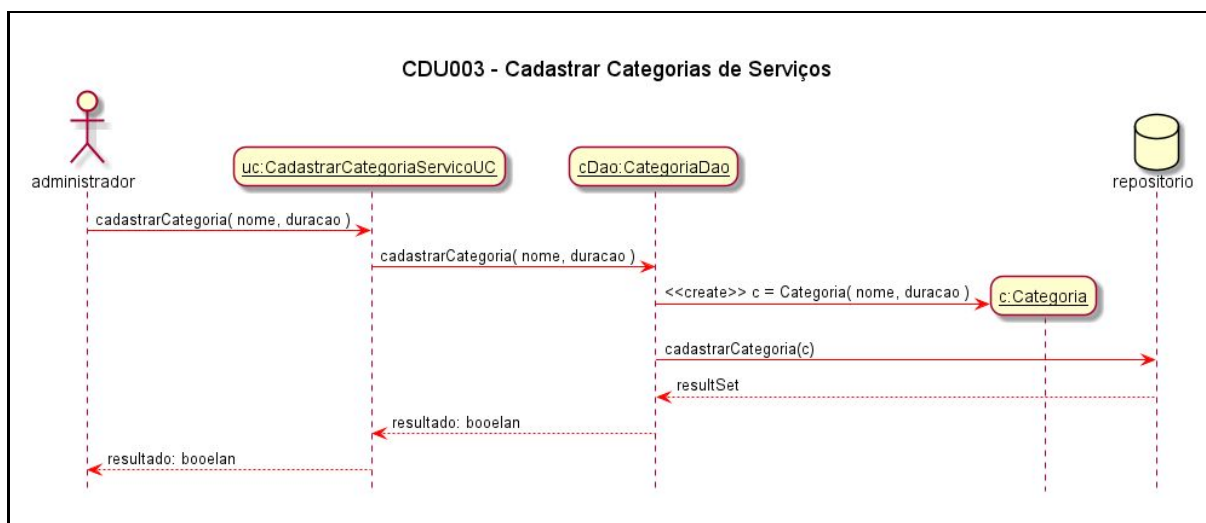 CDU003 - Cadastrar Categorias de Serviços
administrador
uc:CadastrarCategoriaServicoUC
cDao:CategoriaDao
repositorio
cadastrarCategoria( nome, duracao )
cadastrarCategoria( nome, duracao )
<<create>> c = Categoria( nome, duracao )
c:Categoria
cadastrarCategoria(c)
resultSet
resultado: booelan
resultado: booelan